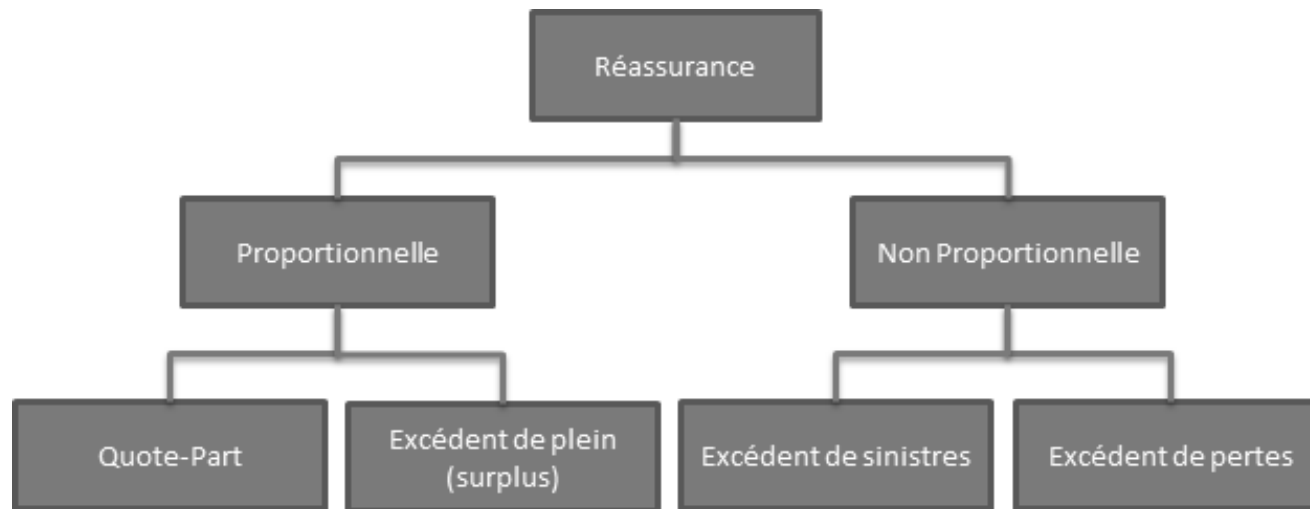 Réassurance
Proportionnelle
Non Proportionnelle
Quote-Part
Excédent de plein
(surplus)
Excédent de sinistres
Excédent de pertes